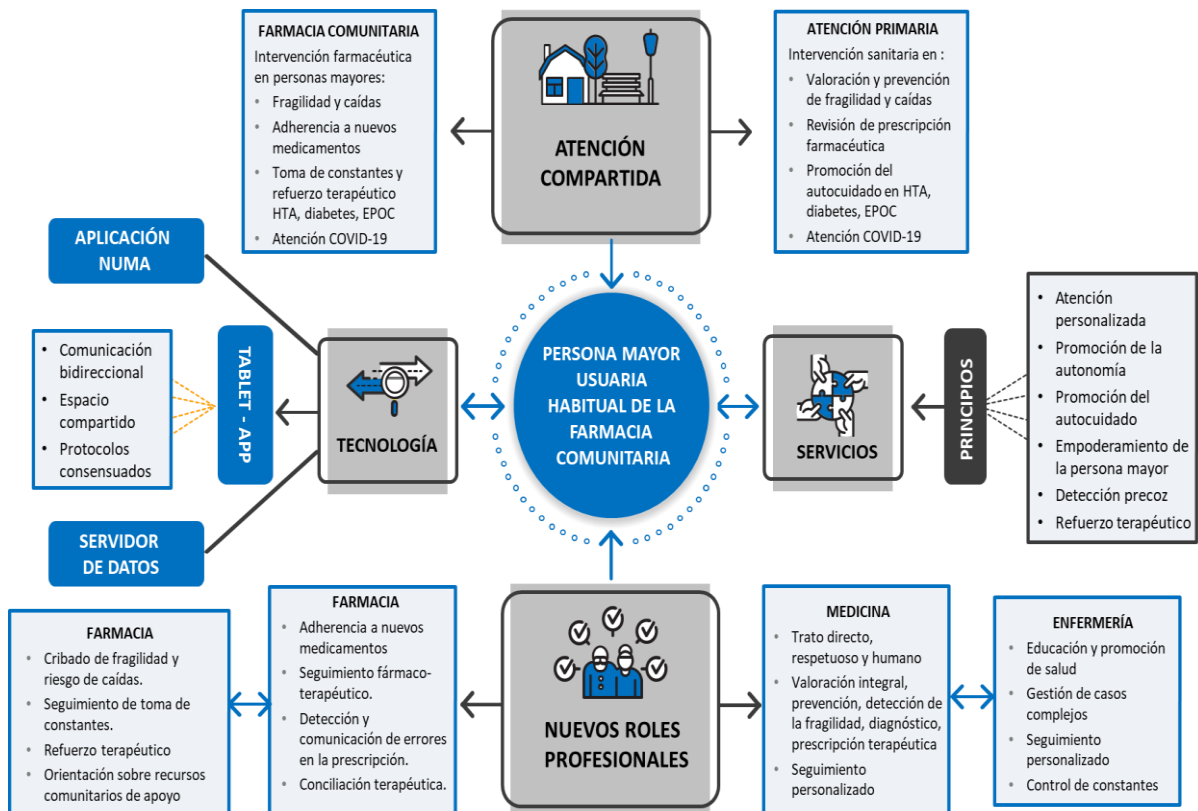 FARMACIA COMUNITARIA
Intervención farmacéutica
en personas mayores:
• Fragilidad y caídas
• Adherencia a nuevos
medicamentos
• Toma de constantes y
refuerzo terapéutico
HTA, diabetes, EPOC
• Atención COVID-19
ATENCIÓN
COMPARTIDA
ATENCIÓN PRIMARIA
Intervención sanitaria en :
• Valoración y prevención
de fragilidad y caídas
• Revisión de prescripción
farmacéutica
• Promoción del
autocuidado en HTA,
diabetes, EPOC
• Atención COVID-19
APLICACIÓN
NUMA
• Comunicación
bidireccional
• Espacio
compartido
• Protocolos
consensuados
TABLET - APP
TECNOLOGÍA
SERVIDOR
DE DATOS
PERSONA MAYOR
USUARIA
HABITUAL DE LA
FARMACIA
COMUNITARIA
SERVICIOS
PRINCIPIOS
• Atención
personalizada
• Promoción de la
autonomía
• Promoción del
autocuidado
• Empoderamiento de
la persona mayor
• Detección precoz
• Refuerzo terapéutico
FARMACIA
• Cribado de fragilidad y
riesgo de caídas.
• Seguimiento de toma de
constantes.
• Refuerzo terapéutico
• Orientación sobre recursos
comunitarios de apoyo
FARMACIA
• Adherencia a nuevos
medicamentos
• Seguimiento fármaco-
terapéutico.
• Detección y
comunicación de errores
en la prescripción.
• Conciliación terapéutica.
NUEVOS ROLES
PROFESIONALES
MEDICINA
• Trato directo,
respetuoso y humano
• Valoración integral,
prevención, detección de
la fragilidad, diagnóstico,
prescripción terapéutica
• Seguimiento
personalizado
ENFERMERÍA
• Educación y promoción
de salud
• Gestión de casos
complejos
• Seguimiento
personalizado
• Control de constantes